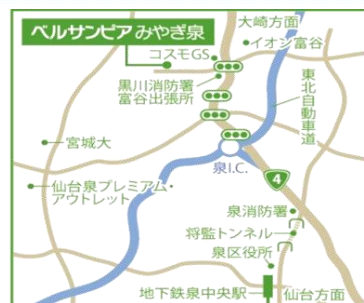 ベルサンピアみやぎ泉
大崎方面
コスモGS
イオン富谷
黒川消防署
富谷出張所
東北自動車道
宮城大
泉I.C.
4
仙台泉プレミアム・
アウトレット
泉消防署
将監トンネル
泉区役所
地下鉄泉中央駅
仙台方面